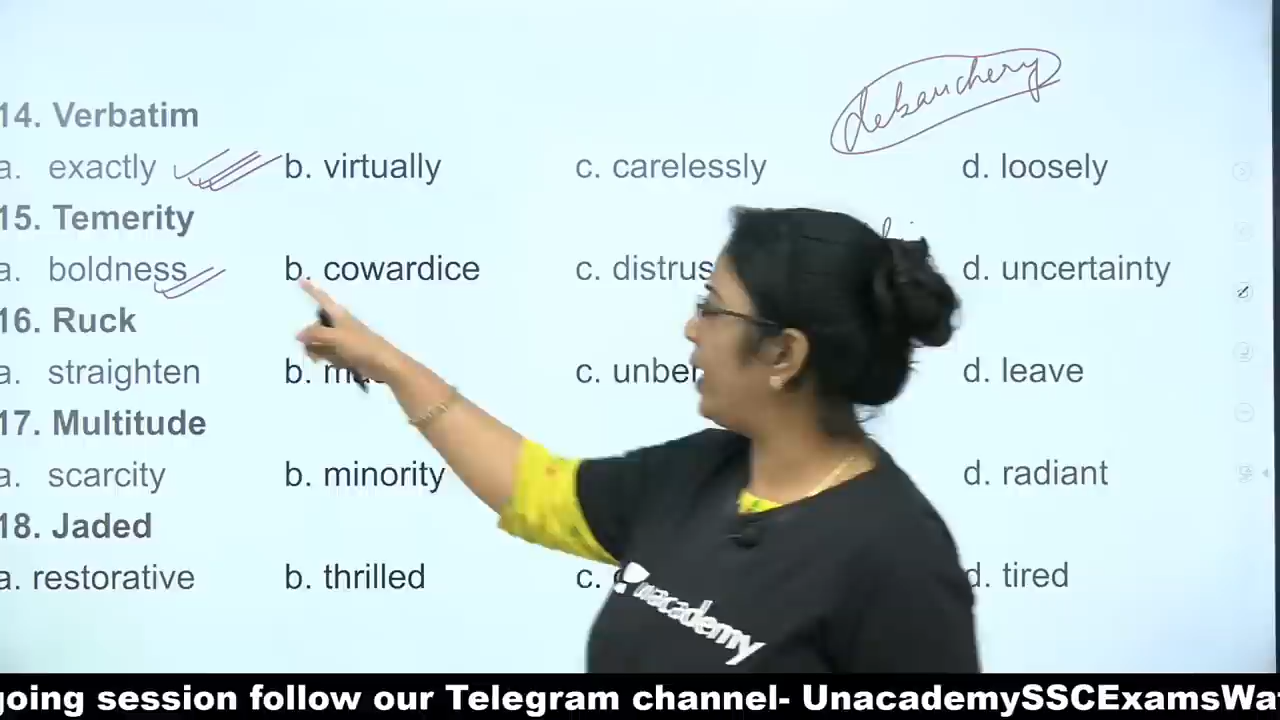 debauchery
14. Verbatim
a. exactly b. virtually c. carelessly d. loosely
15. Temerity
a. boldness b. cowardice c. d. uncertainty
16. Ruck
a. straighten b. c. d. leave
17. Multitude
a. scarcity b. minority d. radiant
18. Jaded
a. restorative b. thrilled c. d. tired
unacademy
going session follow our Telegram channel- UnacademySSCExamsWa